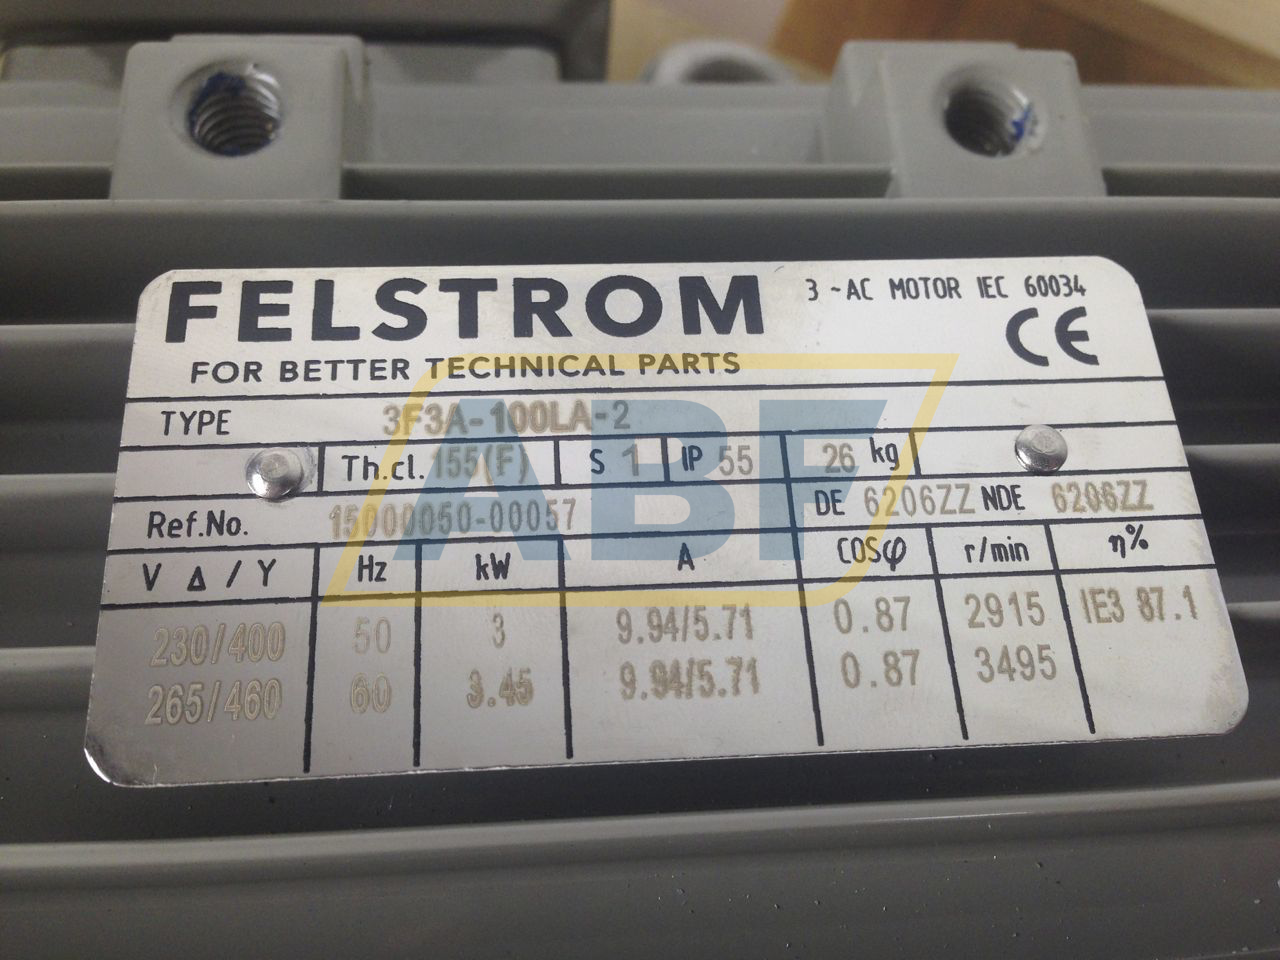 FELSTROM
3 ~AC MOTOR IEC 60034
CE
FOR BETTER TECHNICAL PARTS
TYPE 3F3A-100LA-2
Th.cl. 155(F) S 1 IP 55 26 kg
Ref.No. 15000050-00057 DE 6206ZZ NDE 6206ZZ
V Δ / Y Hz kW A COSφ r/min η%
230/400 50 3 9.94/5.71 0.87 2915 IE3 87.1
265/460 60 3.45 9.94/5.71 0.87 3495
ABF